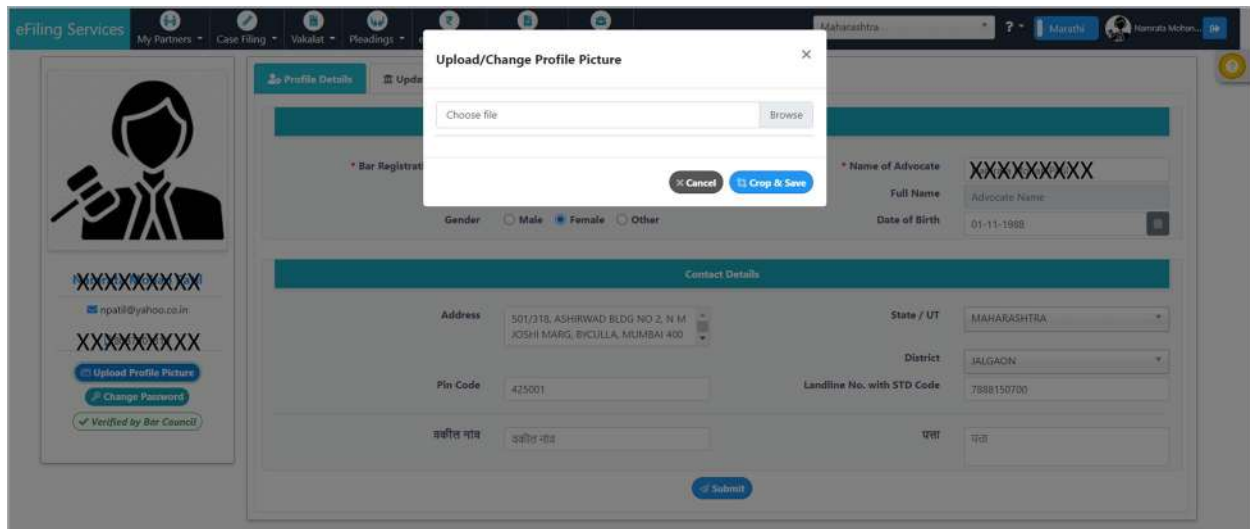 eFiling Services
My Partners
Case Filing
Vakalat
Pleadings
Maharashtra
?
Marathi
Namrata Mohan...
Upload/Change Profile Picture
×
Choose file
Browse
× Cancel
Crop & Save
Profile Details
* Bar Registrat
* Name of Advocate
XXXXXXXXX
Full Name
Advocate Name
Gender
Male
Female
Other
Date of Birth
01-11-1988
XXXXXXXXX
npatil@yahoo.co.in
XXXXXXXXX
Upload Profile Picture
Change Password
Verified by Bar Council
Contact Details
Address
501/318, ASHIRWAD BLDG NO 2, N M
JOSHI MARG, BYCULLA, MUMBAI 400
State / UT
MAHARASHTRA
District
JALGAON
Pin Code
425001
Landline No. with STD Code
7888150700
वकील नांव
वकील नांव
पत्ता
पत्ता
Submit